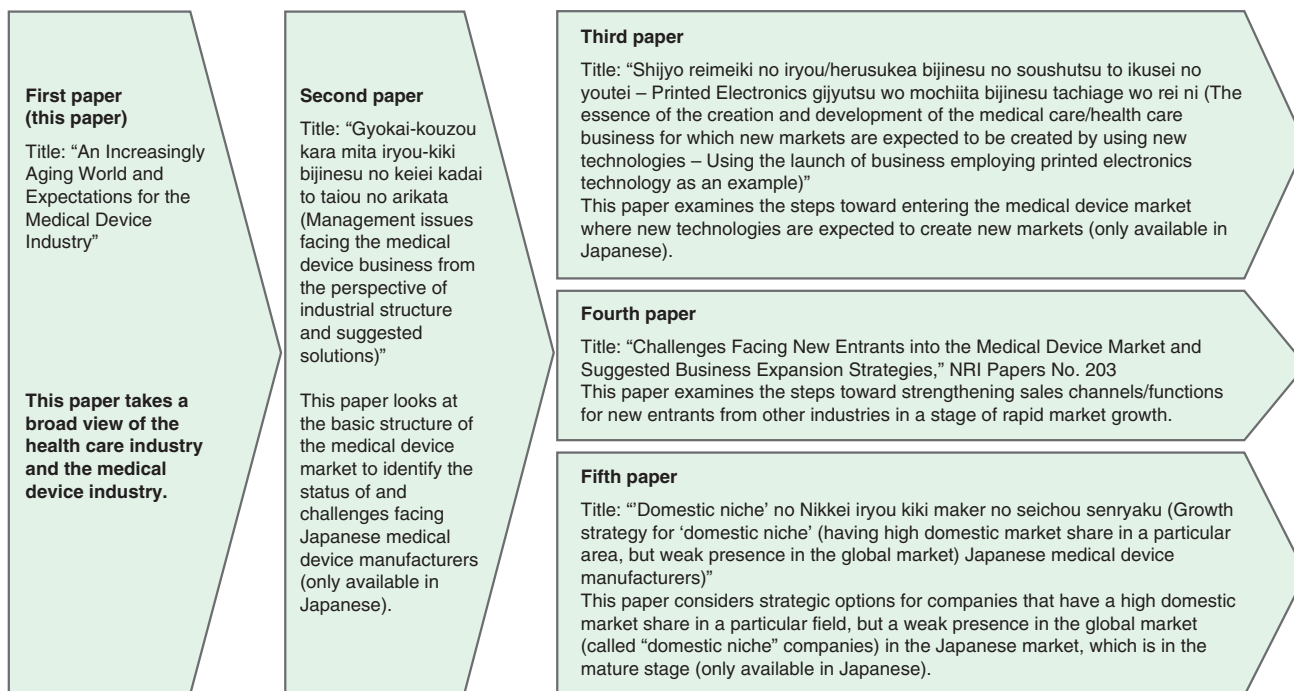 First paper
(this paper)
Title: “An Increasingly
Aging World and
Expectations for the
Medical Device
Industry”
This paper takes a
broad view of the
health care industry
and the medical
device industry.
Second paper
Title: “Gyokai-kouzou
kara mita iryou-kiki
bijinesu no keiei kadai
to taiou no arikata
(Management issues
facing the medical
device business from
the perspective of
industrial structure
and suggested
solutions)”
This paper looks at
the basic structure of
the medical device
market to identify the
status of and
challenges facing
Japanese medical
device manufacturers
(only available in
Japanese).
Third paper
Title: “Shijyo reimeiki no iryou/herusukea bijinesu no soushutsu to ikusei no
youtei – Printed Electronics gijyutsu wo mochiita bijinesu tachiage wo rei ni (The
essence of the creation and development of the medical care/health care
business for which new markets are expected to be created by using new
technologies – Using the launch of business employing printed electronics
technology as an example)”
This paper examines the steps toward entering the medical device market
where new technologies are expected to create new markets (only available in
Japanese).
Fourth paper
Title: “Challenges Facing New Entrants into the Medical Device Market and
Suggested Business Expansion Strategies,” NRI Papers No. 203
This paper examines the steps toward strengthening sales channels/functions
for new entrants from other industries in a stage of rapid market growth.
Fifth paper
Title: “’Domestic niche’ no Nikkei iryou kiki maker no seichou senryaku (Growth
strategy for ‘domestic niche’ (having high domestic market share in a particular
area, but weak presence in the global market) Japanese medical device
manufacturers)”
This paper considers strategic options for companies that have a high domestic
market share in a particular field, but a weak presence in the global market
(called “domestic niche” companies) in the Japanese market, which is in the
mature stage (only available in Japanese).